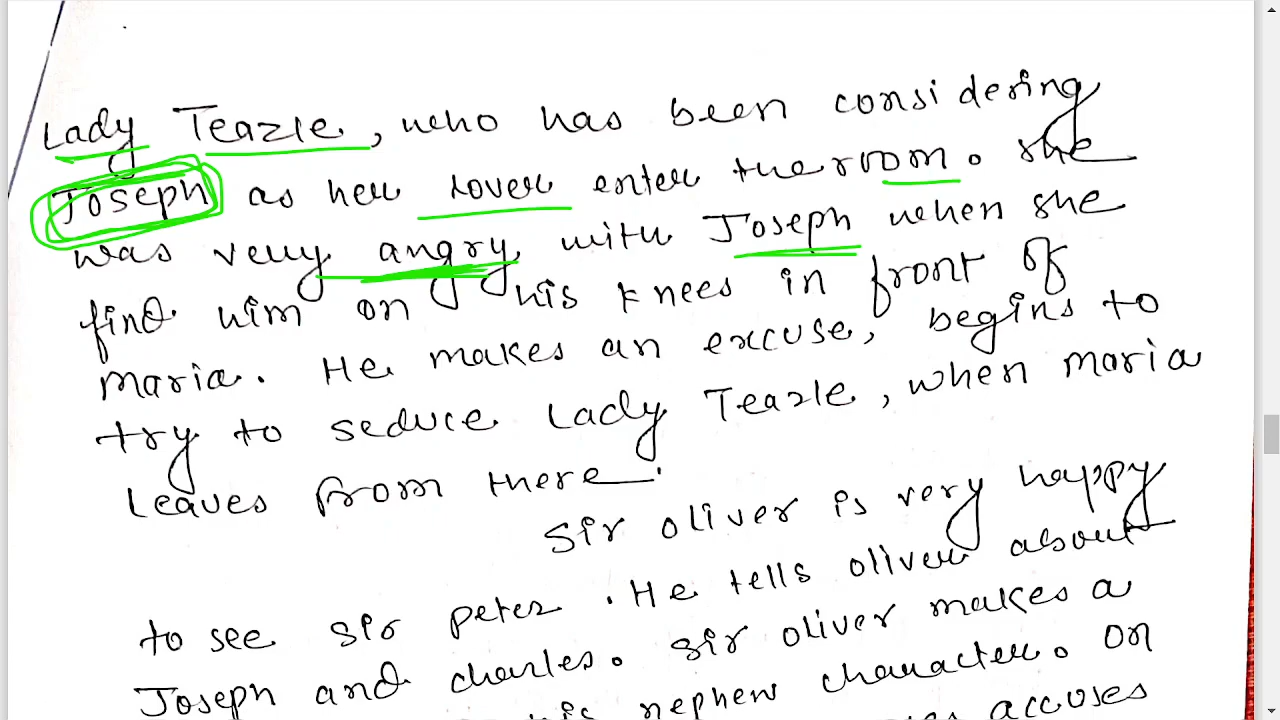 Lady Teazle, who has been considering
Joseph as her lover enter the room. she
was very angry with Joseph when she
find him on his knees in front of
maria. He makes an excuse, begins to
try to seduce Lady Teazle, when maria
leaves from there.
Sir oliver is very happy
to see Sir peter. He tells oliver about
Joseph and charles. Sir oliver makes a
his nephew character. On
accuses